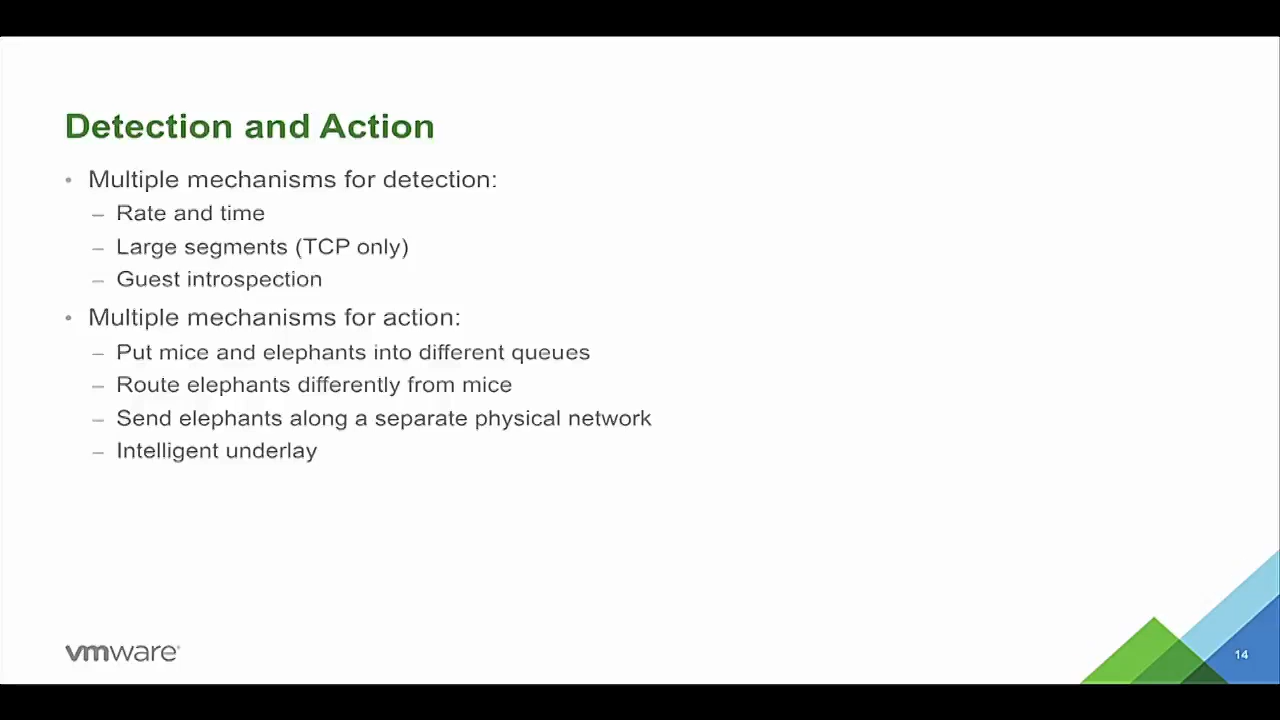 Detection and Action
• Multiple mechanisms for detection:
– Rate and time
– Large segments (TCP only)
– Guest introspection
• Multiple mechanisms for action:
– Put mice and elephants into different queues
– Route elephants differently from mice
– Send elephants along a separate physical network
– Intelligent underlay
vmware®
14